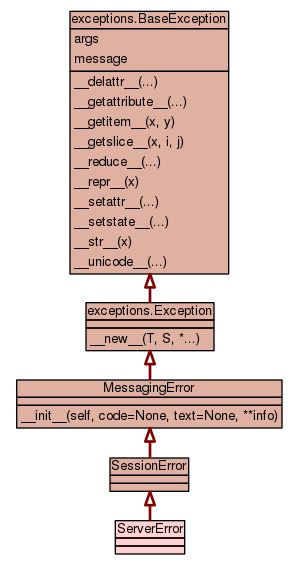 exceptions.BaseException
args
message
__delattr__(...)
__getattribute__(...)
__getitem__(x, y)
__getslice__(x, i, j)
__reduce__(...)
__repr__(x)
__setattr__(...)
__setstate__(...)
__str__(x)
__unicode__(...)
exceptions.Exception
__new__(T, S, *...)
MessagingError
__init__(self, code=None, text=None, **info)
SessionError
ServerError